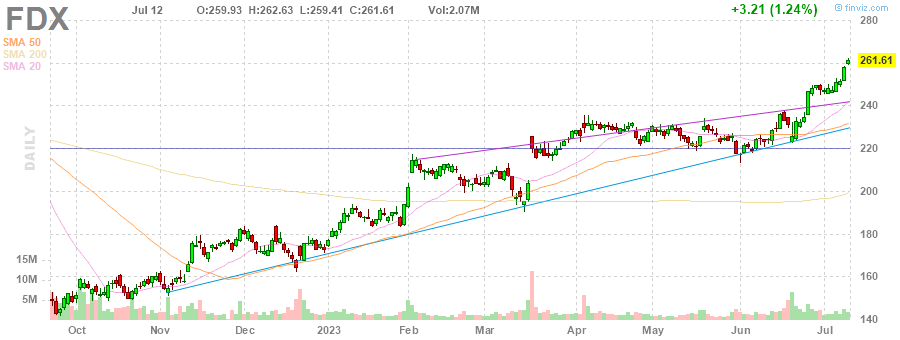 FDX
Jul 12 O:259.93 H:262.63 L:259.41 C:261.61 Vol:2.07M +3.21 (1.24%)
finviz.com
SMA 50
SMA 200
SMA 20
DAILY
280
261.61
240
220
200
180
160
140
15M
10M
5M
Oct Nov Dec 2023 Feb Mar Apr May Jun Jul